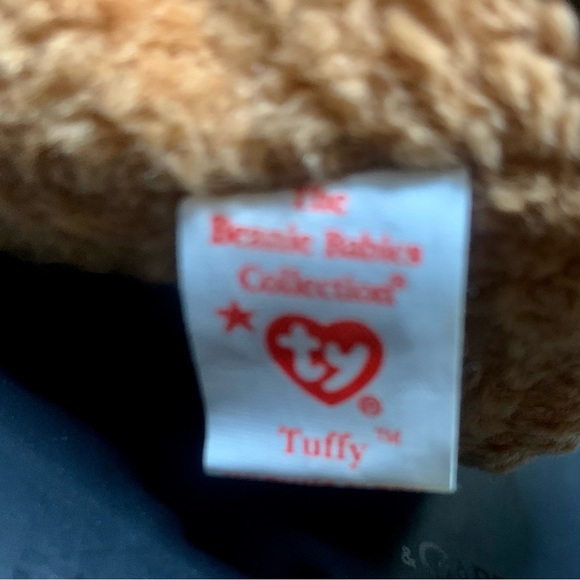 The
Beanie Babies
Collection®
★ ty ®
Tuffy™